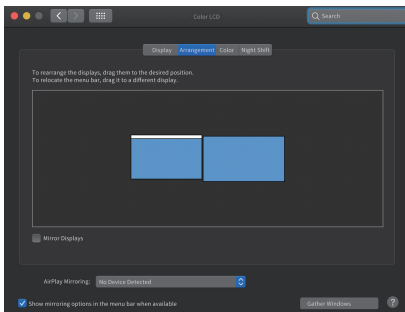 Color LCD
Search
Display Arrangement Color Night Shift
To rearrange the displays, drag them to the desired position.
To relocate the menu bar, drag it to a different display.
Mirror Displays
AirPlay Mirroring: No Device Detected
Show mirroring options in the menu bar when available
Gather Windows
?